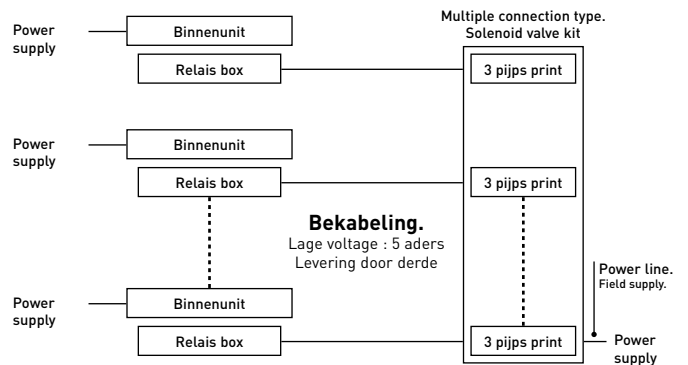 Multiple connection type.
Solenoid valve kit
Power
supply
Binnenunit
Relais box
3 pijps print
Power
supply
Binnenunit
Relais box
3 pijps print
Bekabeling.
Lage voltage : 5 aders
Levering door derde
Power line.
Field supply.
Power
supply
Binnenunit
Relais box
3 pijps print
Power
supply